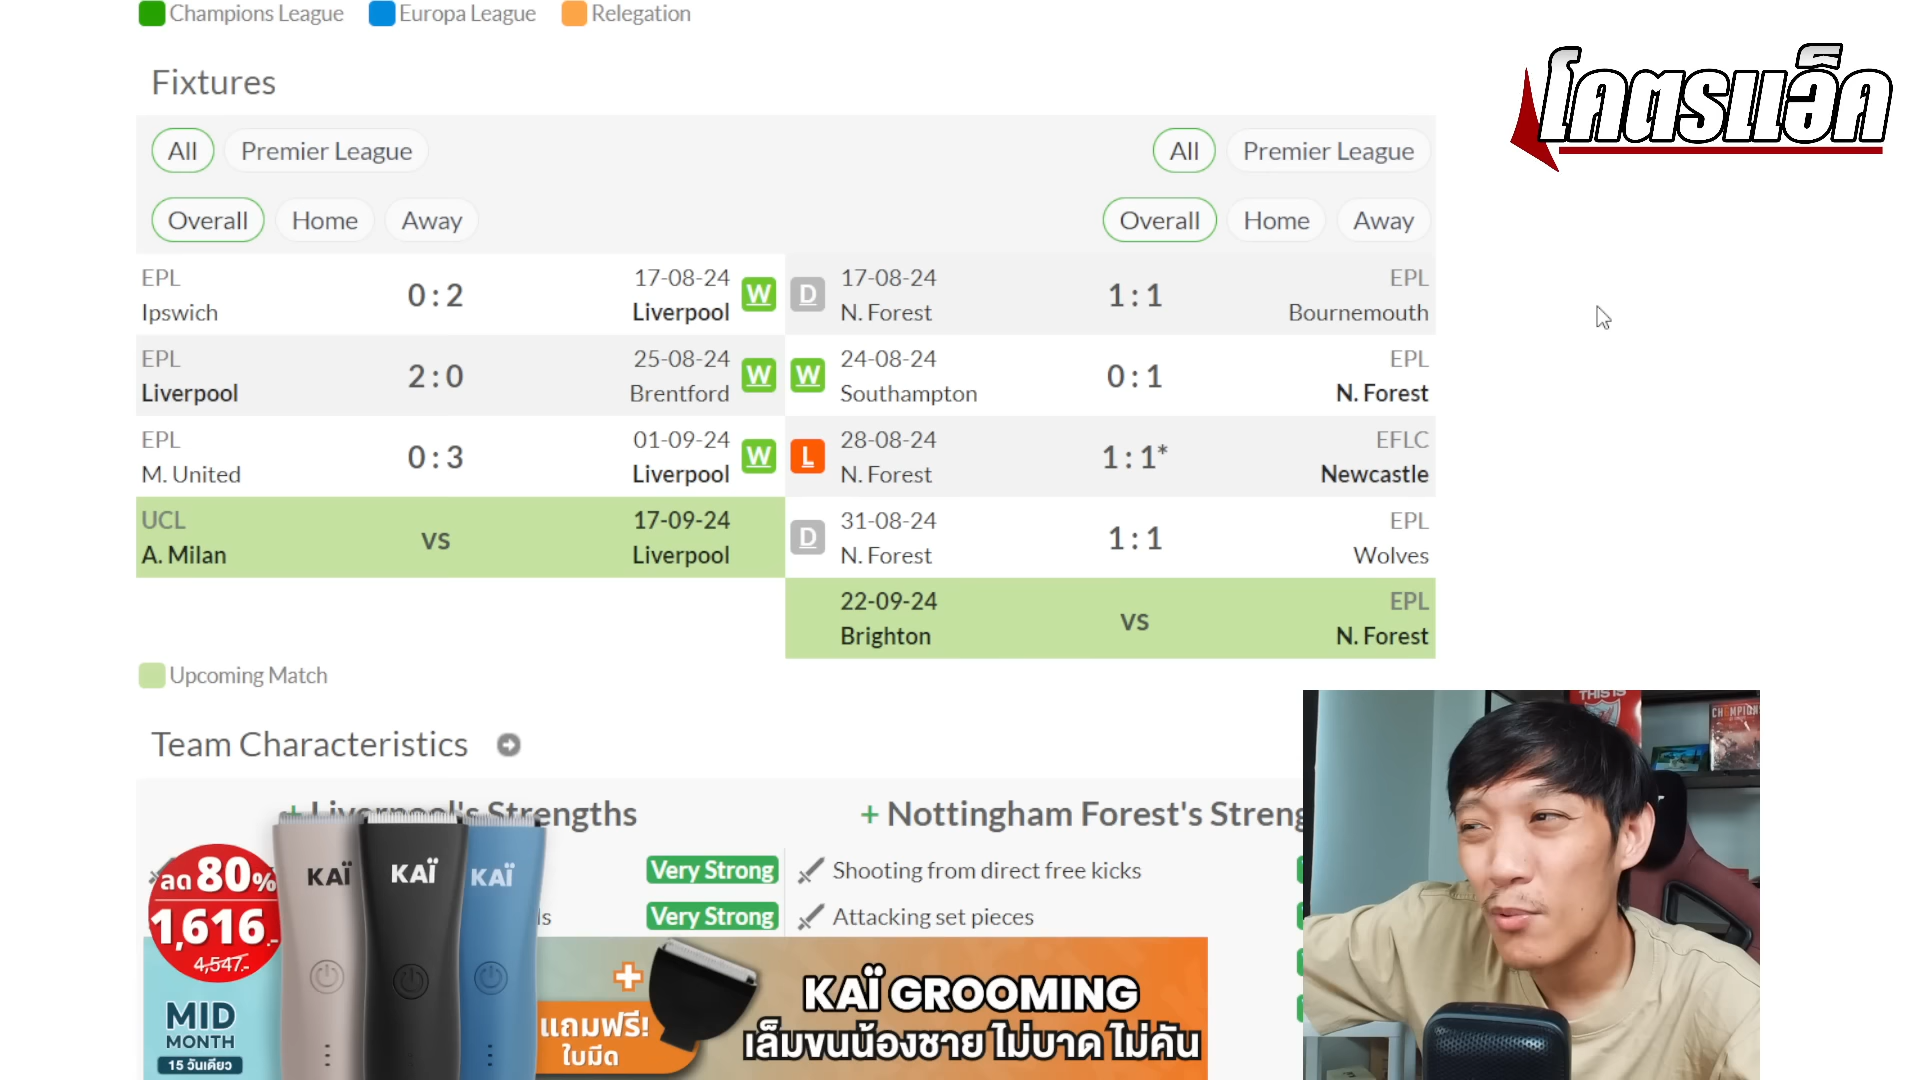 Champions League Europa League Relegation
โคตรแอ็ค
Fixtures
All Premier League
All Premier League
Overall Home Away
Overall Home Away
EPL 17-08-24
Ipswich 0 : 2 Liverpool W
D 17-08-24 EPL
N. Forest 1 : 1 Bournemouth
EPL 25-08-24
Liverpool 2 : 0 Brentford W
W 24-08-24 EPL
Southampton 0 : 1 N. Forest
EPL 01-09-24
M. United 0 : 3 Liverpool W
L 28-08-24 EFLC
N. Forest 1 : 1* Newcastle
UCL 17-09-24
A. Milan vs Liverpool
D 31-08-24 EPL
N. Forest 1 : 1 Wolves
22-09-24 EPL
Brighton vs N. Forest
Upcoming Match
Team Characteristics
+ Liverpool's Strengths
+ Nottingham Forest's Streng
Very Strong
Shooting from direct free kicks
Very Strong
Attacking set pieces
ลด 80%
1,616.-
4,547.-
MID
MONTH
15 วันเดียว
KAÏ
KAÏ
KAÏ
+
แถมฟรี!
ใบมีด
KAÏ GROOMING
เล็มขนน้องชาย ไม่บาด ไม่คัน
THIS IS
CHAMPIONS